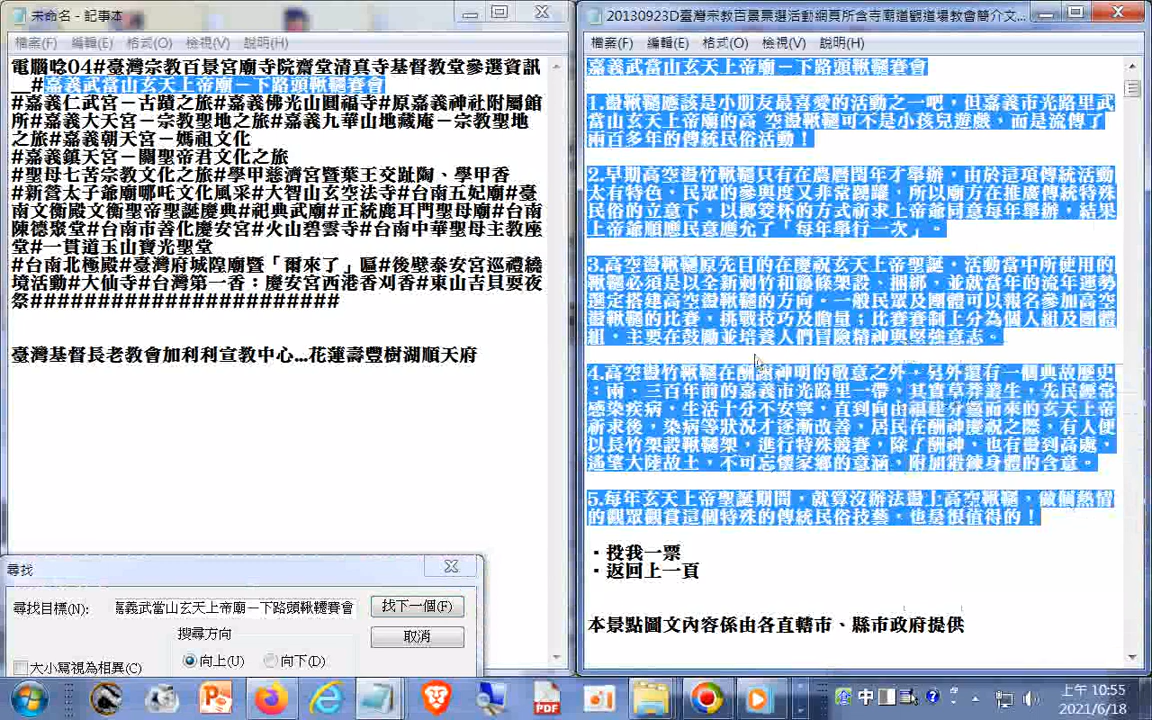 未命名 - 記事本
檔案(F) 編輯(E) 格式(O) 檢視(V) 說明(H)
電腦唸04#臺灣宗教百景宮廟寺院齋堂清真寺基督教堂參選資訊
__#嘉義武當山玄天上帝廟－下路頭鞦韆賽會
#嘉義仁武宮－古蹟之旅#嘉義佛光山圓福寺#原嘉義神社附屬館
所#嘉義大天宮－宗教聖地之旅#嘉義九華山地藏庵－宗教聖地
之旅#嘉義朝天宮－媽祖文化
#嘉義鎮天宮－關聖帝君文化之旅
#聖母七苦宗教文化之旅#學甲慈濟宮暨葉王交趾陶、學甲香
#新營太子爺廟哪吒文化風采#大智山玄空法寺#台南五妃廟#臺
南文衡殿文衡聖帝聖誕慶典#祀典武廟#正統鹿耳門聖母廟#台南
陳德聚堂#台南市善化慶安宮#火山碧雲寺#台南中華聖母主教座
堂#一貫道玉山寶光聖堂
#台南北極殿#臺灣府城隍廟暨「爾來了」匾#後壁泰安宮巡禮繞
境活動#大仙寺#台灣第一香：慶安宮西港香刈香#東山吉貝耍夜
祭####################
臺灣基督長老教會加利利宣教中心...花蓮壽豐樹湖順天府
尋找
尋找目標(N): 嘉義武當山玄天上帝廟－下路頭鞦韆賽會
找下一個(F)
搜尋方向
取消
大小寫視為相異(C)
向上(U) 向下(D)
20130923D臺灣宗教百景票選活動網頁所含寺廟道觀道場教會簡介文...
檔案(F) 編輯(E) 格式(O) 檢視(V) 說明(H)
嘉義武當山玄天上帝廟－下路頭鞦韆賽會
1.盪鞦韆應該是小朋友最喜愛的活動之一吧，但嘉義市光路里武
當山玄天上帝廟的高 空盪鞦韆可不是小孩兒遊戲，而是流傳了
兩百多年的傳統民俗活動！
2.早期高空盪竹鞦韆只有在農曆閏年才舉辦，由於這項傳統活動
太有特色，民眾的參與度又非常踴躍，所以廟方在推廣傳統特殊
民俗的立意下，以擲筊杯的方式祈求上帝爺同意每年舉辦，結果
上帝爺順應民意應允了「每年舉行一次」。
3.高空盪鞦韆原先目的在慶祝玄天上帝聖誕，活動當中所使用的
鞦韆必須是以全新刺竹和籐條架設、捆綁，並就當年的流年運勢
選定搭建高空盪鞦韆的方向。一般民眾及團體可以報名參加高空
盪鞦韆的比賽，挑戰技巧及膽量；比賽賽制上分為個人組及團體
組，主要在鼓勵並培養人們冒險精神與堅強意志。
4.高空盪竹鞦韆在酬謝神明的敬意之外，另外還有一個典故歷史
：兩、三百年前的嘉義市光路里一帶，其實草莽叢生，先民經常
感染疾病，生活十分不安寧，直到向由福建分靈而來的玄天上帝
祈求後，染病等狀況才逐漸改善，居民在酬神慶祝之際，有人便
以長竹架設鞦韆架，進行特殊競賽，除了酬神，也有盪到高處，
遙望大陸故土，不可忘懷家鄉的意涵，附加鍛鍊身體的含意。
5.每年玄天上帝聖誕期間，就算沒辦法盪上高空鞦韆，做個熱情
的觀眾觀賞這個特殊的傳統民俗技藝，也是很值得的！
‧投我一票
‧返回上一頁
本景點圖文內容係由各直轄市、縣市政府提供
中
上午 10:55
2021/6/18